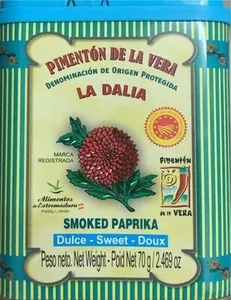 PIMENTÓN DE LA VERA
DENOMINACIÓN DE ORIGEN PROTEGIDA
LA DALIA
MARCA
REGISTRADA
PIMENTÓN
DE LA VERA
Alimentos
de Extremadura
SMOKED PAPRIKA
Dulce - Sweet - Doux
Peso neto. Net Weight - Poid Net 70 g / 2.469 oz